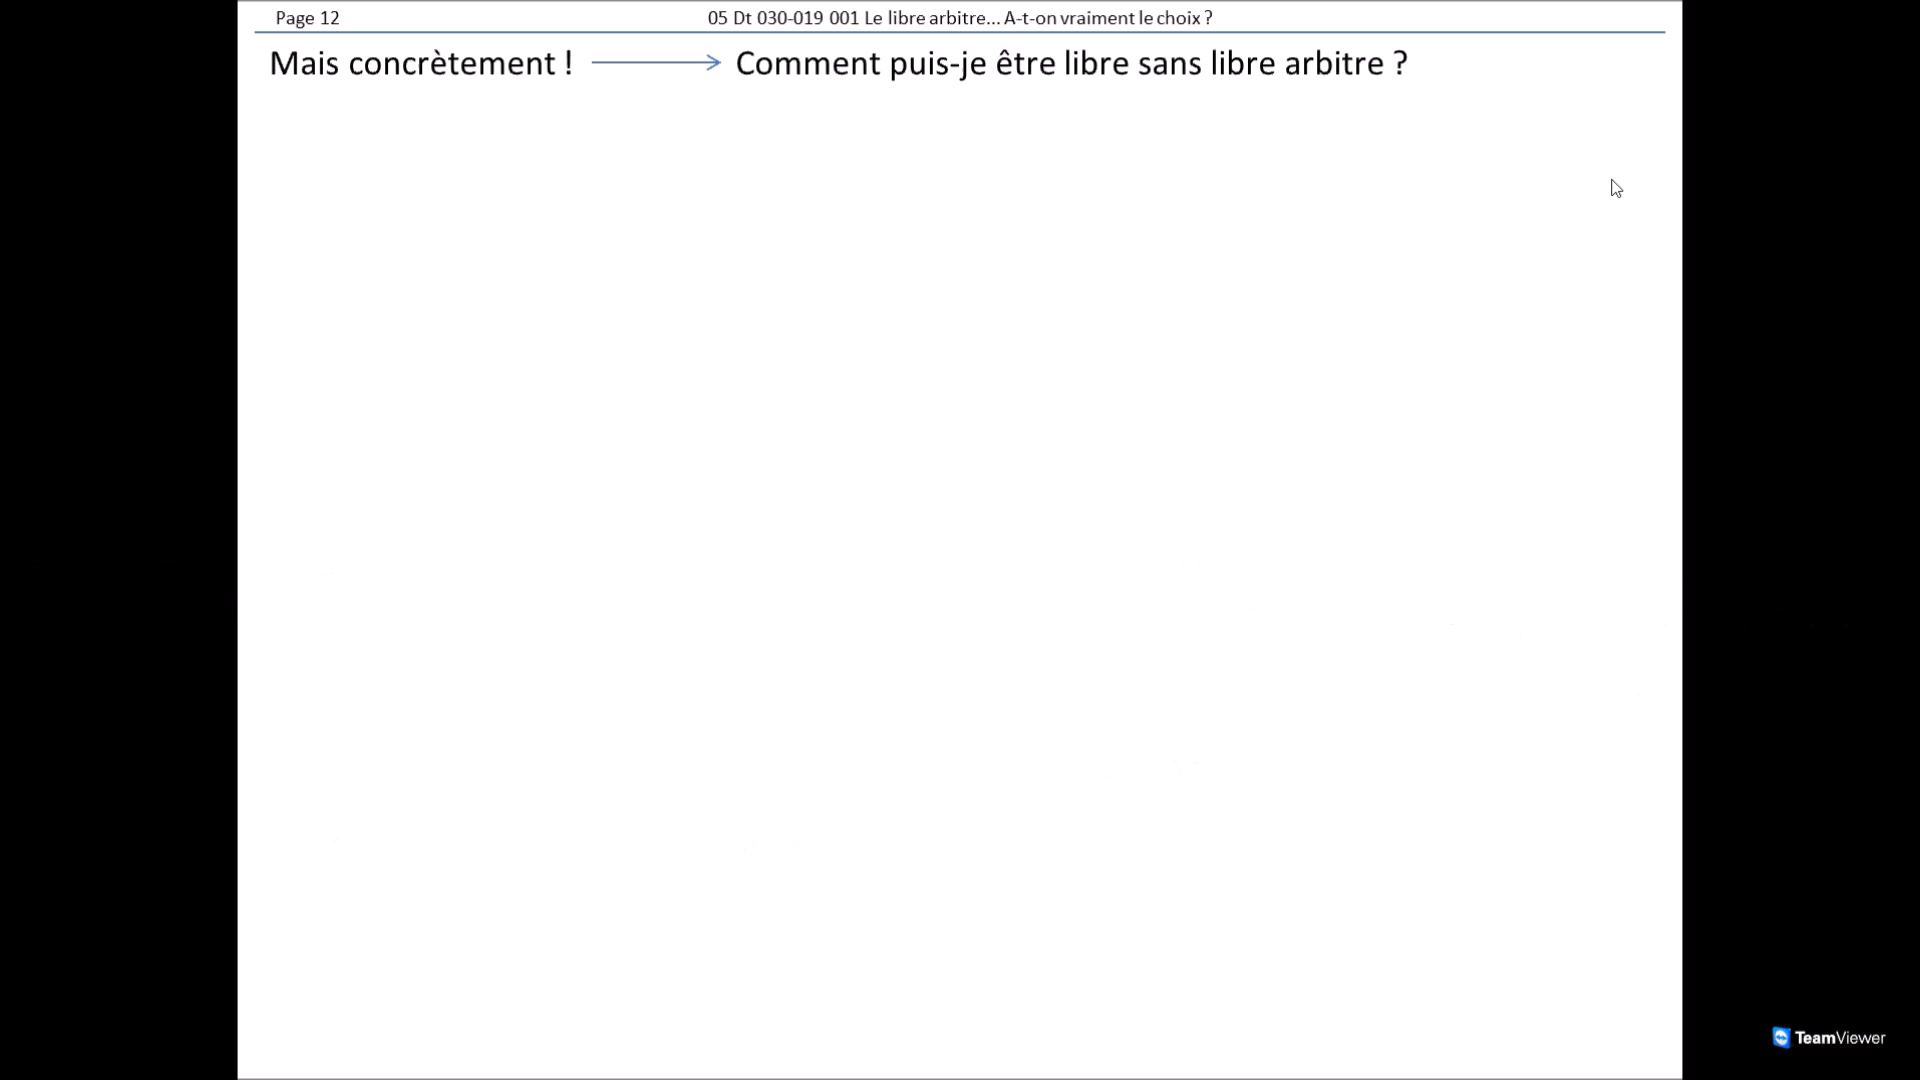 Page 12
05 Dt 030-019 001 Le libre arbitre... A-t-on vraiment le choix ?
Mais concrètement ! Comment puis-je être libre sans libre arbitre ?
TeamViewer